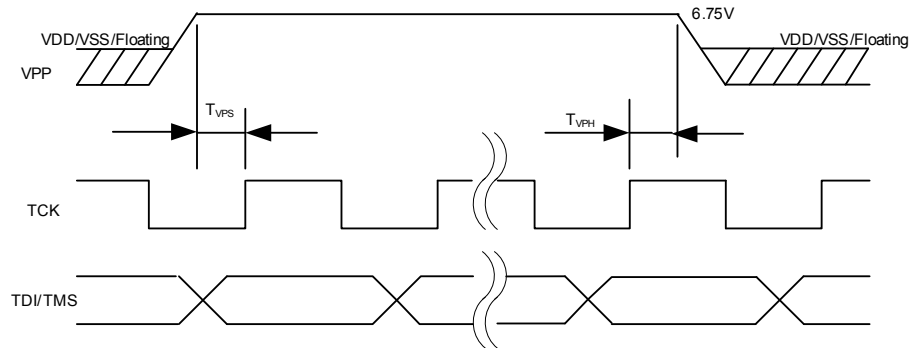 6.75V
VDD/VSS/Floating
VDD/VSS/Floating
VPP
TVPS
TVPH
TCK
TDI/TMS